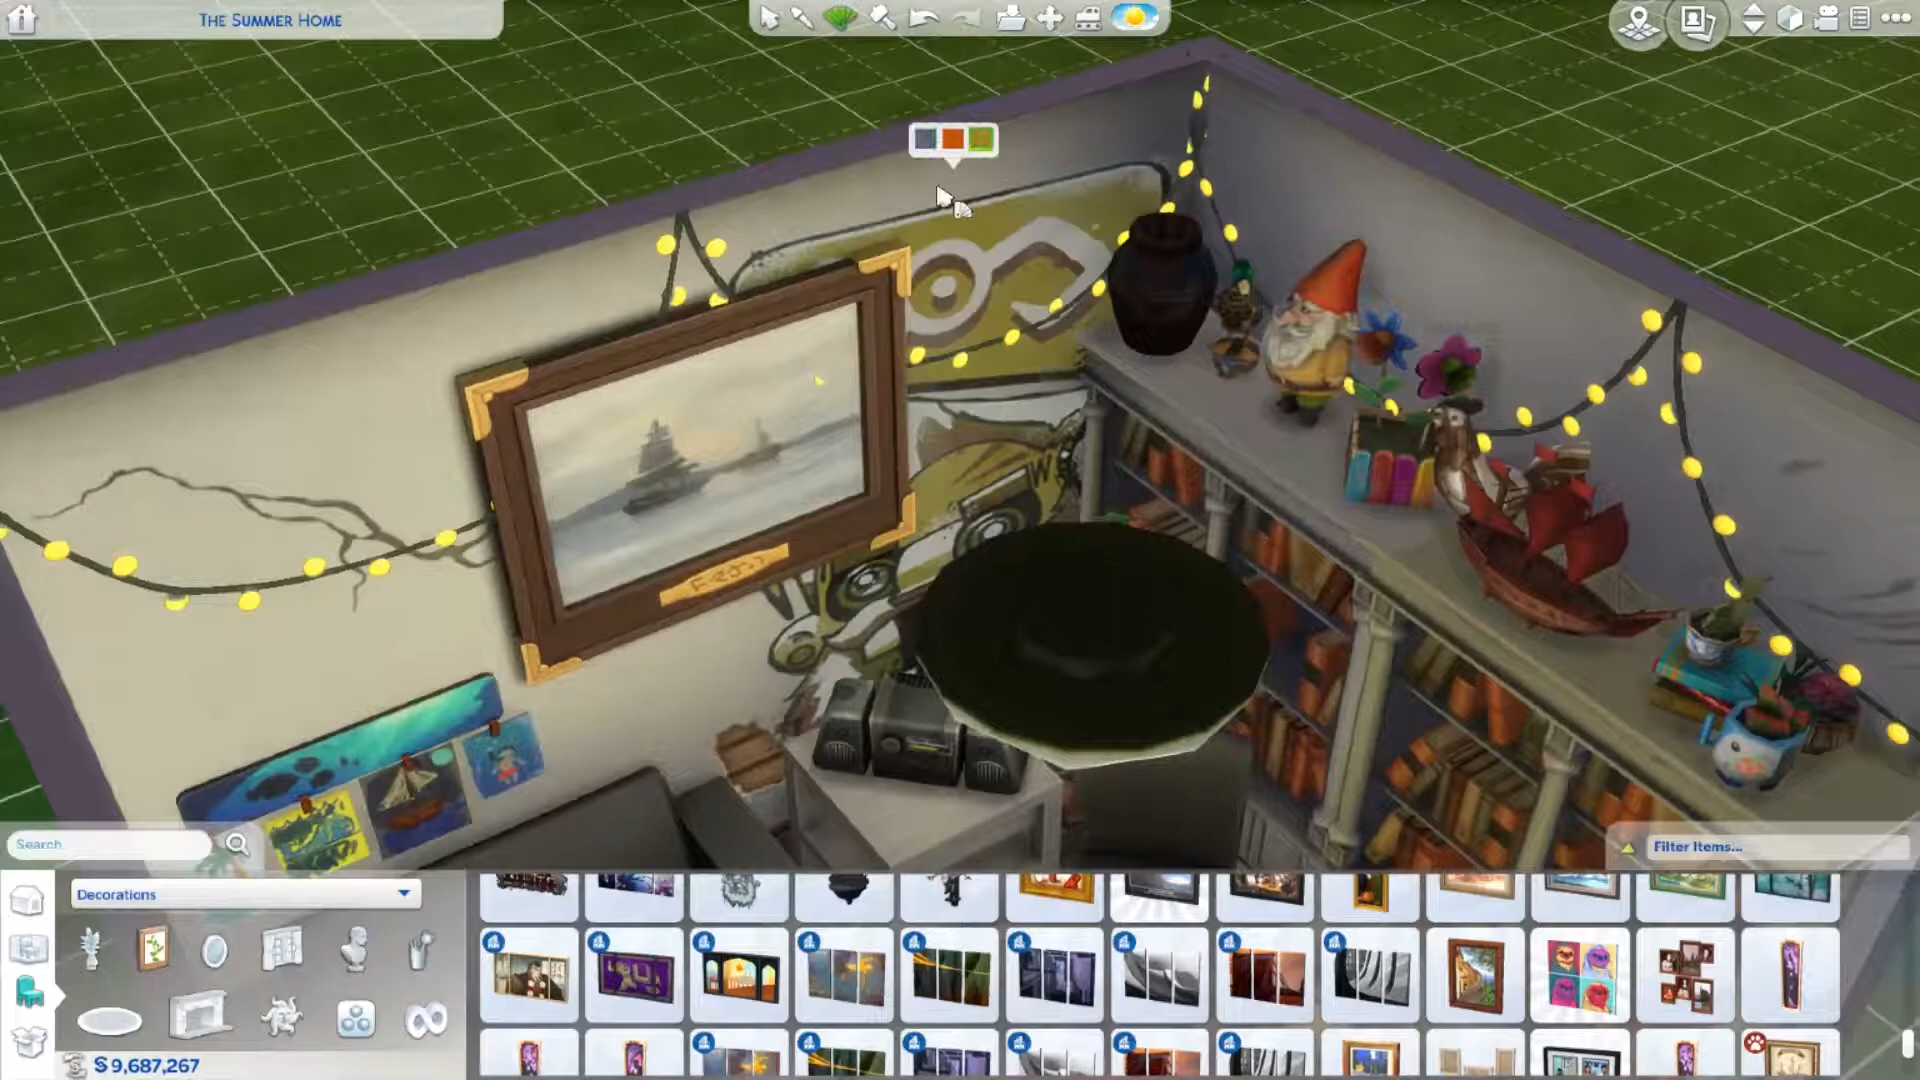 The Summer Home
Search
Filter Items...
Decorations
§9,687,267